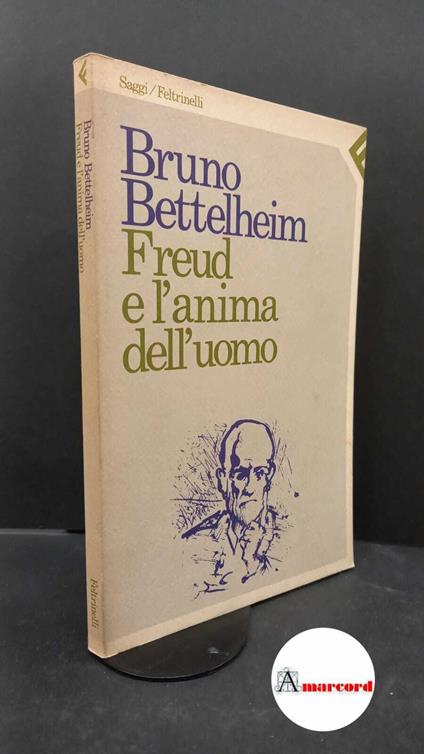 Saggi/Feltrinelli
Bruno
Bettelheim
Freud
e l'anima
dell'uomo
Bruno Bettelheim
Freud e l'anima dell'uomo
Feltrinelli
Amarcord